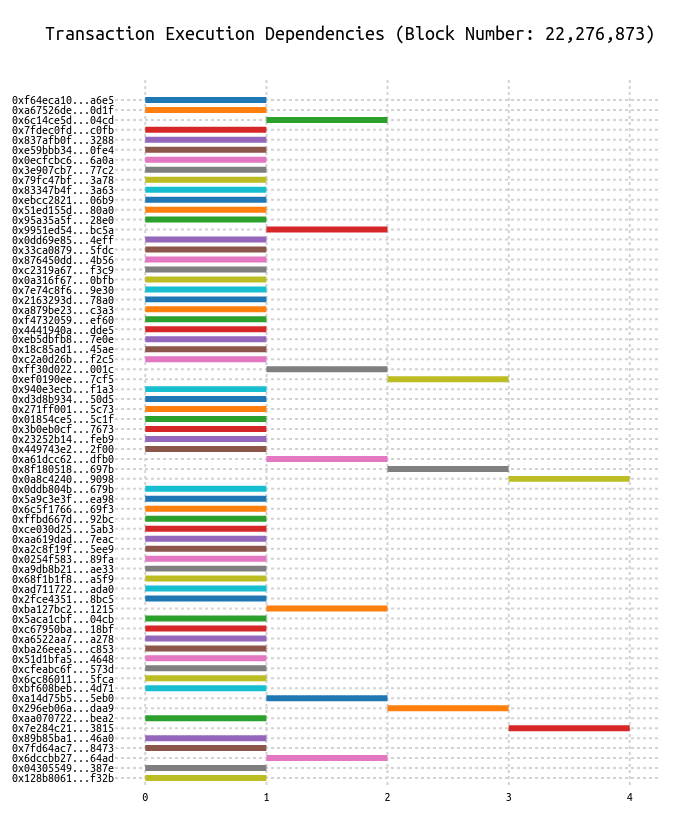 Transaction Execution Dependencies (Block Number: 22,276,873)
0xf64eca10...a6e5
0xa67526de...0d1f
0x6c14ce5d...04cd
0x7fdec0fd...c0fb
0x837afb0f...3288
0xe59bbb34...0fe4
0x0ecfcbc6...6a0a
0x3e907cb7...77c2
0x79fc47bf...3a78
0x83347b4f...3a63
0xebcc2821...06b9
0x51ed155d...80a0
0x95a35a5f...28e0
0x9951ed54...bc5a
0x0dd69e85...4eff
0x33ca0879...5fdc
0x876450dd...4b56
0xc2319a67...f3c9
0x0a316f67...0bfb
0x7e74c8f6...9e30
0x2163293d...78a0
0xa879be23...c3a3
0xf4732059...ef60
0x4441940a...dde5
0xeb5dbfb8...7e0e
0x18c85ad1...45ae
0xc2a0d26b...f2c5
0xff30d022...001c
0xef0190ee...7cf5
0x940e3ecb...f1a3
0xd3d8b934...50d5
0x271ff001...5c73
0x01854ce5...5c1f
0x3b0eb0cf...7673
0x23252b14...feb9
0x449743e2...2f00
0xa61dcc62...dfb0
0x8f180518...697b
0x0a8c4240...9098
0x0ddb804b...679b
0x5a9c3e3f...ea98
0x6c5f1766...69f3
0xffbd667d...92bc
0xce030d25...5ab3
0xaa619dad...7eac
0xa2c8f19f...5ee9
0x0254f583...89fa
0xa9db8b21...ae33
0x68f1b1f8...a5f9
0xad711722...ada0
0x2fce4351...8bc5
0xba127bc2...1215
0x5aca1cbf...04cb
0xc67950ba...18bf
0xa6522aa7...a278
0xba26eea5...c853
0x51d1bfa5...4648
0xcfeabc6f...573d
0x6cc86011...5fca
0xbf608beb...4d71
0xa14d75b5...5eb0
0x296eb06a...daa9
0xaa070722...bea2
0x7e284c21...3815
0x89b85ba1...46a0
0x7fd64ac7...8473
0x6dccbb27...64ad
0x04305549...387e
0x128b8061...f32b
0 1 2 3 4